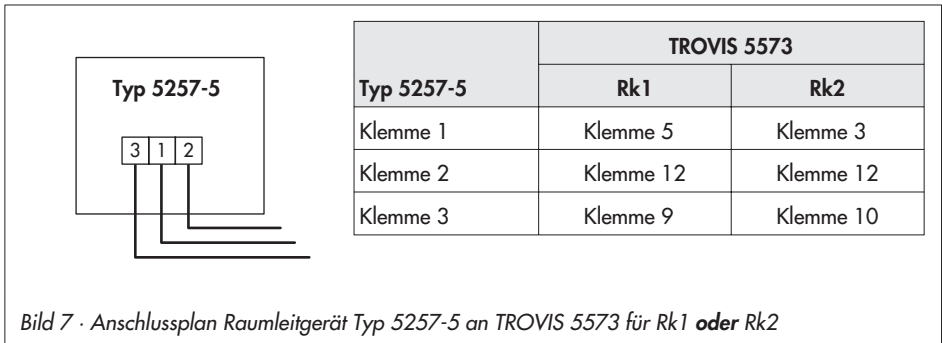 Typ 5257-5
3 1 2
TROVIS 5573
Typ 5257-5 Rk1 Rk2
Klemme 1 Klemme 5 Klemme 3
Klemme 2 Klemme 12 Klemme 12
Klemme 3 Klemme 9 Klemme 10
Bild 7 · Anschlussplan Raumleitgerät Typ 5257-5 an TROVIS 5573 für Rk1 oder Rk2